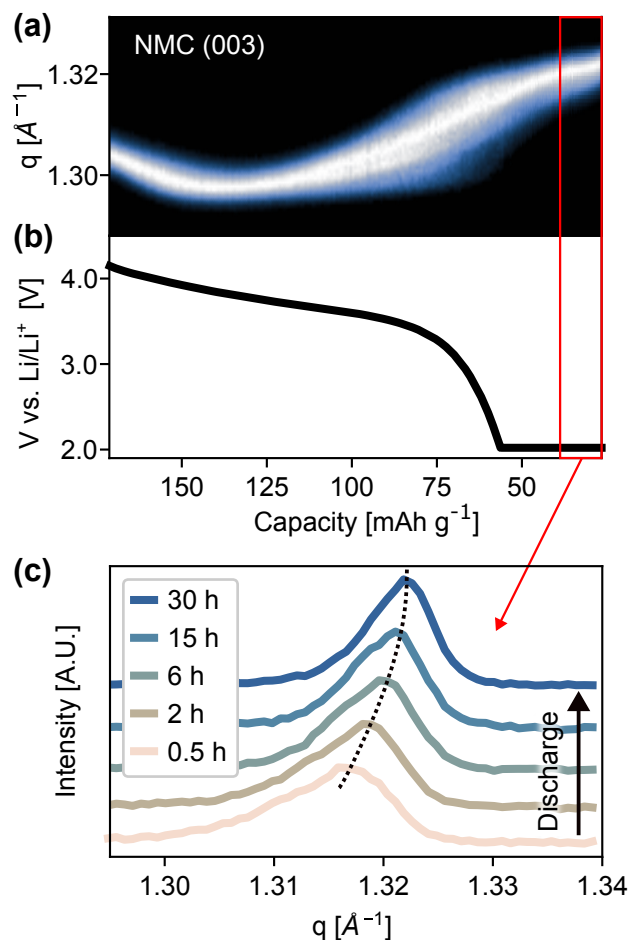 (a)
NMC (003)
q [Å⁻¹]
1.32
1.30
(b)
V vs. Li/Li⁺ [V]
4.0
3.0
2.0
150 125 100 75 50
Capacity [mAh g⁻¹]
(c)
Intensity [A.U.]
30 h
15 h
6 h
2 h
0.5 h
Discharge
1.30 1.31 1.32 1.33 1.34
q [Å⁻¹]